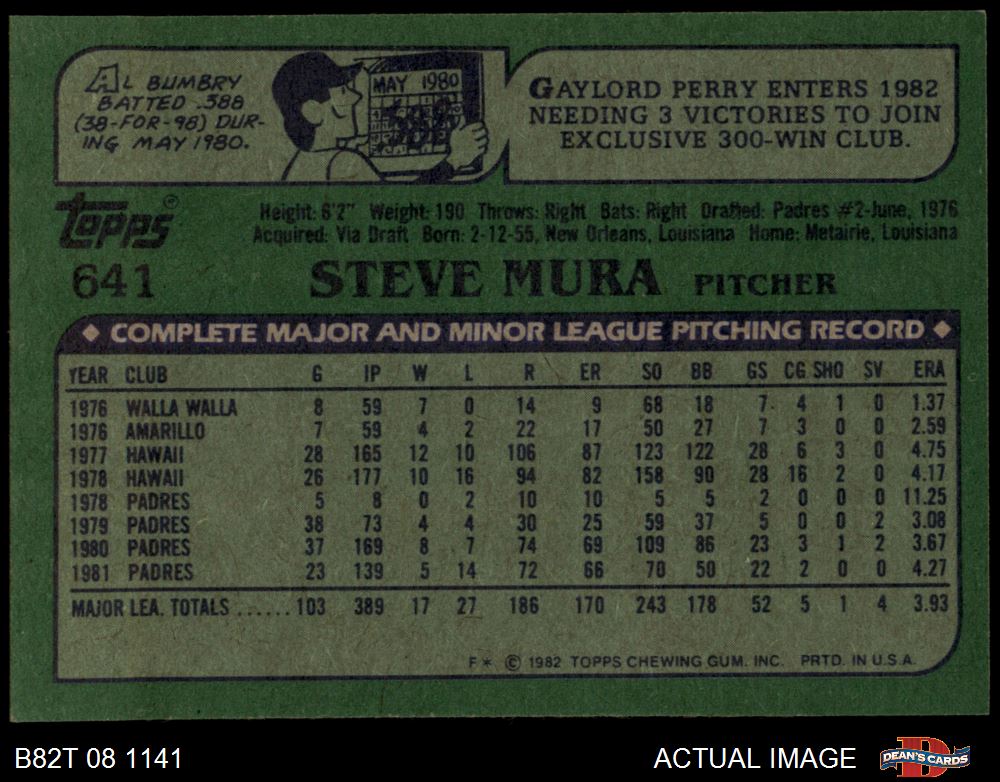 AL BUMBRY
BATTED .388
(38-FOR-98) DUR-
ING MAY 1980.
MAY 1980
GAYLORD PERRY ENTERS 1982
NEEDING 3 VICTORIES TO JOIN
EXCLUSIVE 300-WIN CLUB.
topps®
Height: 6'2" Weight: 190 Throws: Right Bats: Right Drafted: Padres #2-June, 1976
Acquired: Via Draft Born: 2-12-55, New Orleans, Louisiana Home: Metairie, Louisiana
641 STEVE MURA PITCHER
◆ COMPLETE MAJOR AND MINOR LEAGUE PITCHING RECORD ◆
YEAR CLUB G IP W L R ER SO BB GS CG SHO SV ERA
1976 WALLA WALLA 8 59 7 0 14 9 68 18 7 4 1 0 1.37
1976 AMARILLO 7 59 4 2 22 17 50 27 7 3 0 0 2.59
1977 HAWAII 28 165 12 10 106 87 123 122 28 6 3 0 4.75
1978 HAWAII 26 177 10 16 94 82 158 90 28 16 2 0 4.17
1978 PADRES 5 8 0 2 10 10 5 5 2 0 0 0 11.25
1979 PADRES 38 73 4 4 30 25 59 37 5 0 0 2 3.08
1980 PADRES 37 169 8 7 74 69 109 86 23 3 1 2 3.67
1981 PADRES 23 139 5 14 72 66 70 50 22 2 0 0 4.27
MAJOR LEA. TOTALS ...... 103 389 17 27 186 170 243 178 52 5 1 4 3.93
F* © 1982 TOPPS CHEWING GUM. INC. PRTD. IN U.S.A.
B82T 08 1141 ACTUAL IMAGE DEAN'S CARDS